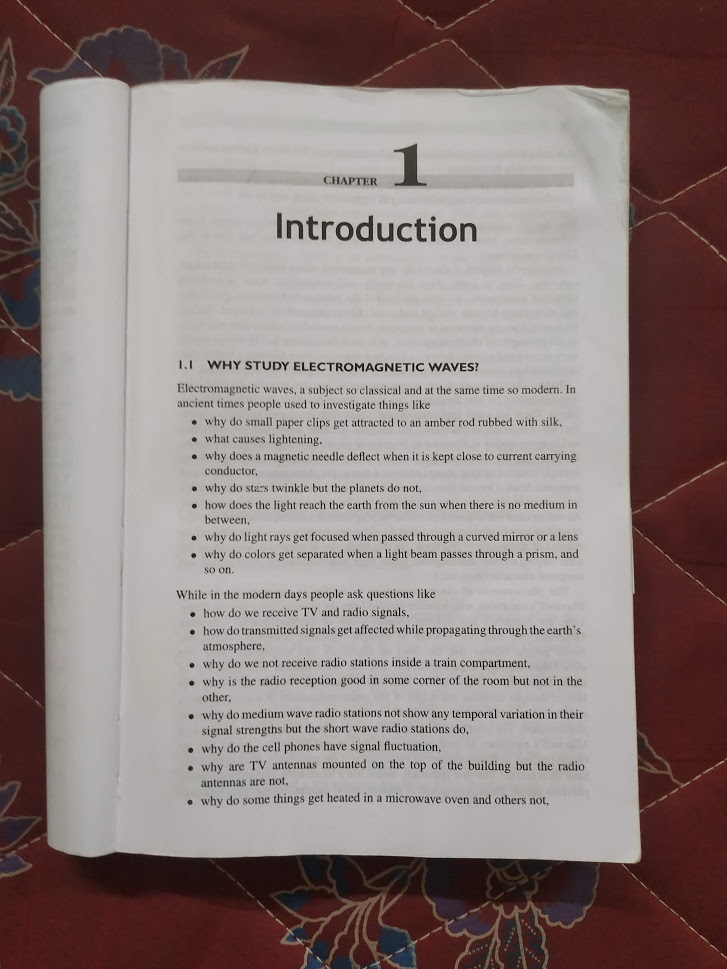 CHAPTER 1
Introduction
1.1 WHY STUDY ELECTROMAGNETIC WAVES?
Electromagnetic waves, a subject so classical and at the same time so modern. In
ancient times people used to investigate things like
• why do small paper clips get attracted to an amber rod rubbed with silk,
• what causes lightening,
• why does a magnetic needle deflect when it is kept close to current carrying
conductor,
• why do stars twinkle but the planets do not,
• how does the light reach the earth from the sun when there is no medium in
between,
• why do light rays get focused when passed through a curved mirror or a lens
• why do colors get separated when a light beam passes through a prism, and
so on.
While in the modern days people ask questions like
• how do we receive TV and radio signals,
• how do transmitted signals get affected while propagating through the earth's
atmosphere,
• why do we not receive radio stations inside a train compartment,
• why is the radio reception good in some corner of the room but not in the
other,
• why do medium wave radio stations not show any temporal variation in their
signal strengths but the short wave radio stations do,
• why do the cell phones have signal fluctuation,
• why are TV antennas mounted on the top of the building but the radio
antennas are not,
• why do some things get heated in a microwave oven and others not,